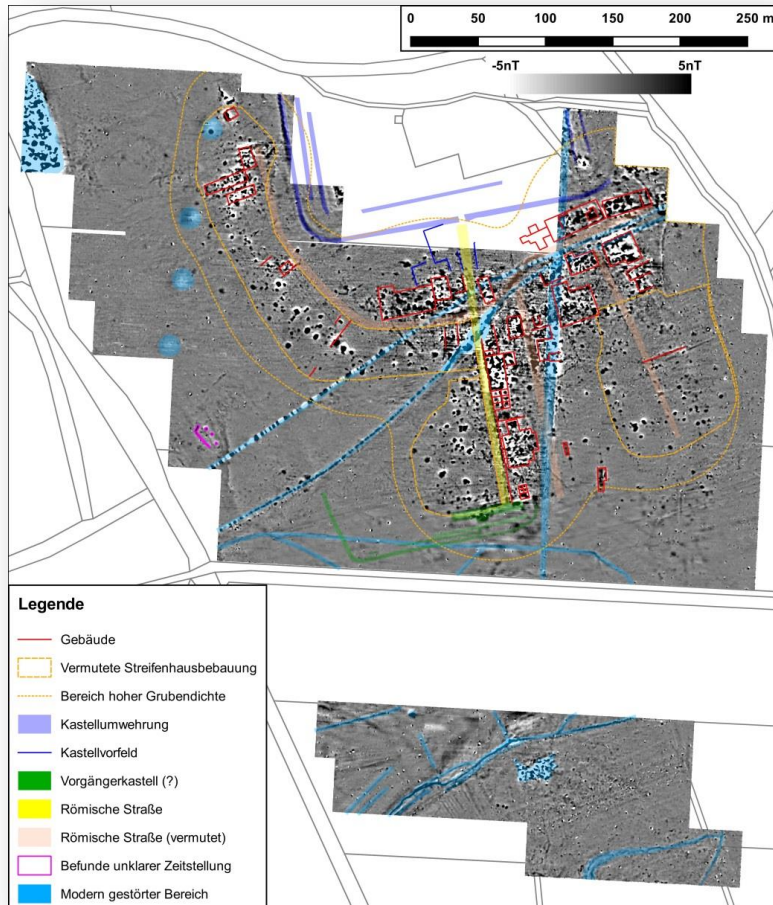 0 50 100 150 200 250 m
-5nT 5nT
Legende
Gebäude
Vermutete Streifenhausbebauung
Bereich hoher Grubendichte
Kastellumwehrung
Kastellvorfeld
Vorgängerkastell (?)
Römische Straße
Römische Straße (vermutet)
Befunde unklarer Zeitstellung
Modern gestörter Bereich